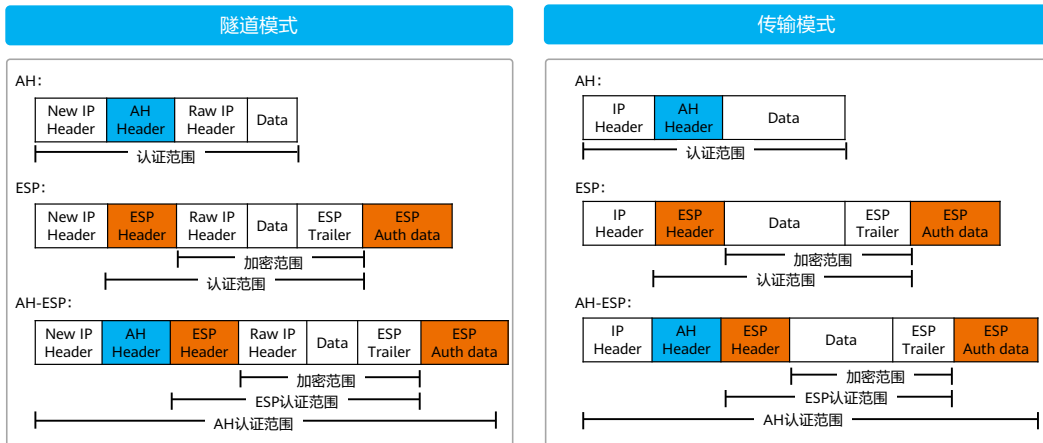 隧道模式
AH：
New IP Header
AH Header
Raw IP Header
Data
认证范围
ESP：
New IP Header
ESP Header
Raw IP Header
Data
ESP Trailer
ESP Auth data
加密范围
认证范围
AH-ESP：
New IP Header
AH Header
ESP Header
Raw IP Header
Data
ESP Trailer
ESP Auth data
加密范围
ESP认证范围
AH认证范围
传输模式
AH：
IP Header
AH Header
Data
认证范围
ESP：
IP Header
ESP Header
Data
ESP Trailer
ESP Auth data
加密范围
认证范围
AH-ESP：
IP Header
AH Header
ESP Header
Data
ESP Trailer
ESP Auth data
加密范围
ESP认证范围
AH认证范围